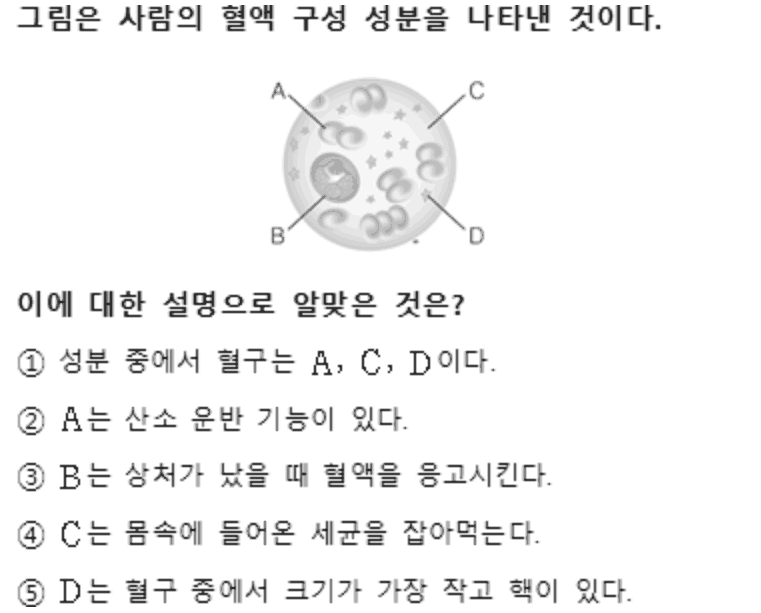 그림은 사람의 혈액 구성 성분을 나타낸 것이다.
A
C
B
D
이에 대한 설명으로 알맞은 것은?
① 성분 중에서 혈구는 A, C, D이다.
② A는 산소 운반 기능이 있다.
③ B는 상처가 났을 때 혈액을 응고시킨다.
④ C는 몸속에 들어온 세균을 잡아먹는다.
⑤ D는 혈구 중에서 크기가 가장 작고 핵이 있다.